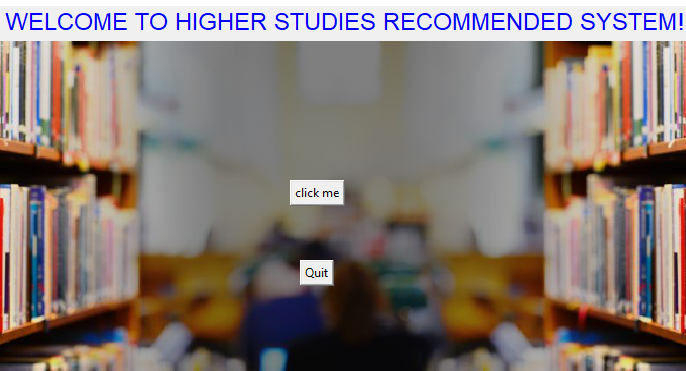 WELCOME TO HIGHER STUDIES RECOMMENDED SYSTEM!
click me
Quit